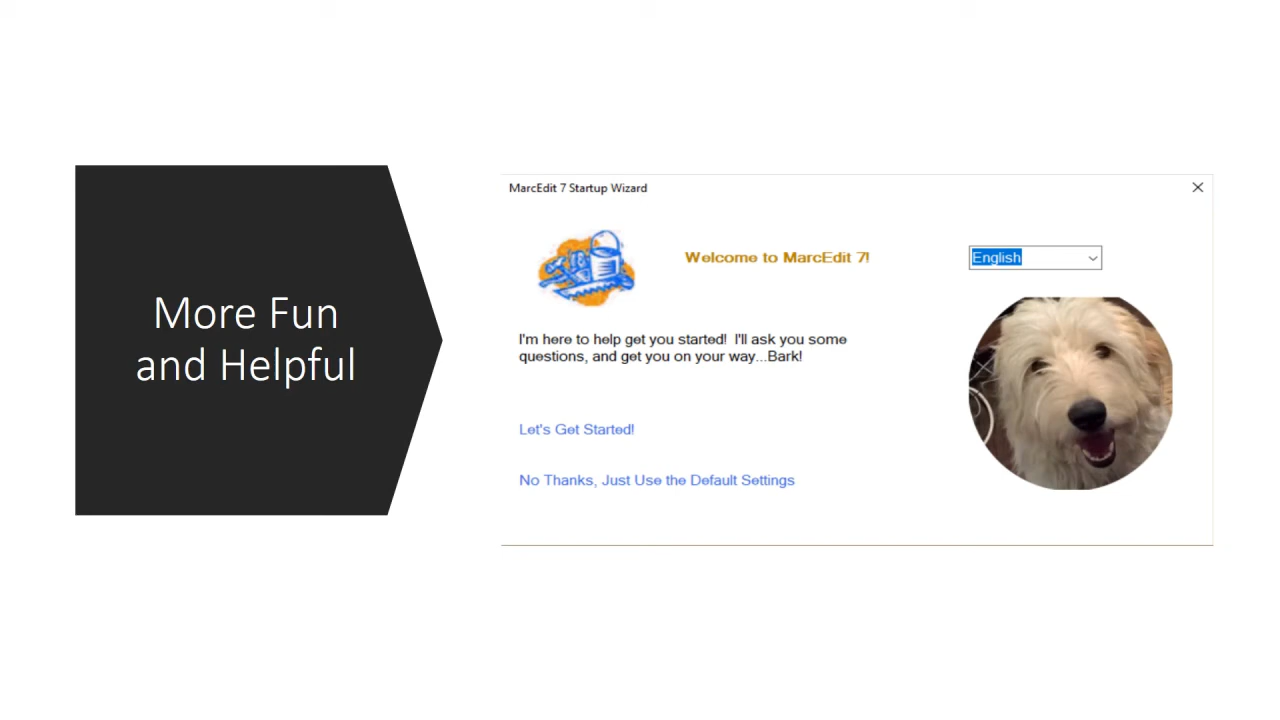 More Fun
and Helpful
MarcEdit 7 Startup Wizard
Welcome to MarcEdit 7!
English
I'm here to help get you started! I'll ask you some
questions, and get you on your way...Bark!
Let's Get Started!
No Thanks, Just Use the Default Settings